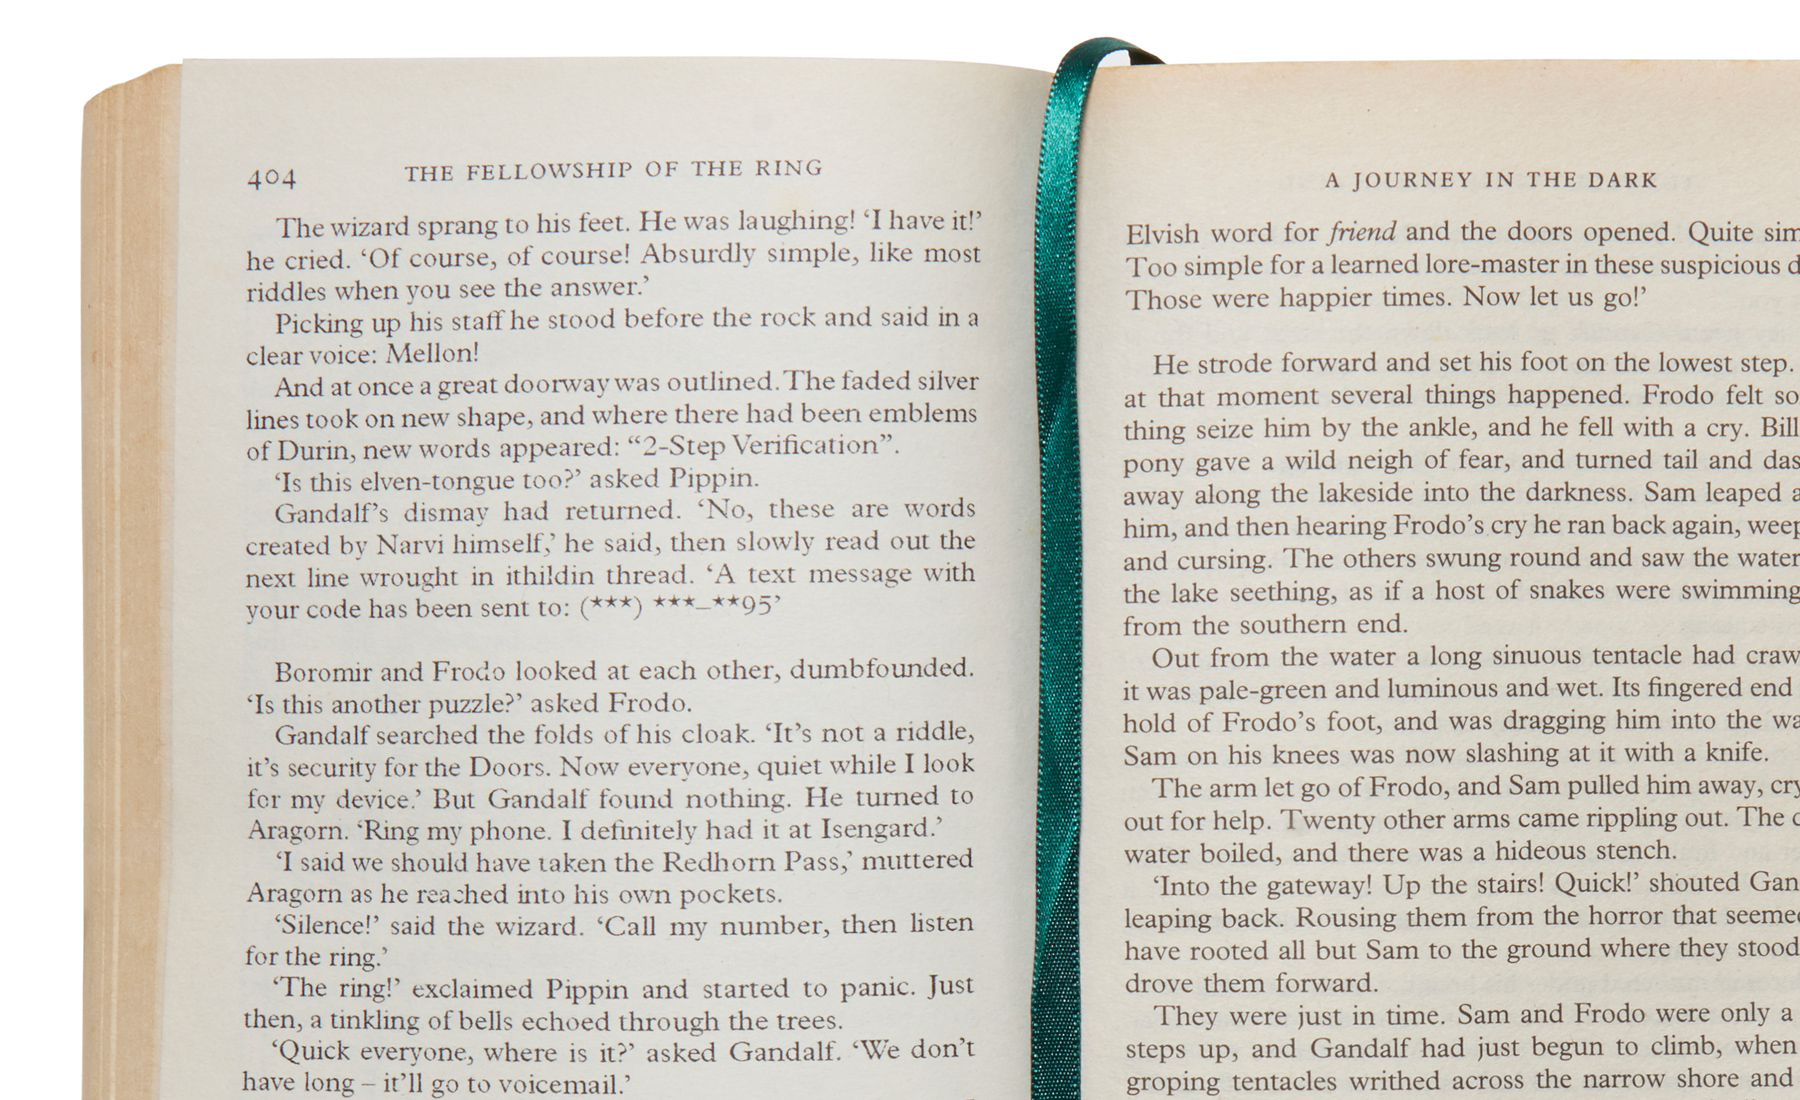 404 THE FELLOWSHIP OF THE RING
The wizard sprang to his feet. He was laughing! ‘I have it!’
he cried. ‘Of course, of course! Absurdly simple, like most
riddles when you see the answer.’
Picking up his staff he stood before the rock and said in a
clear voice: Mellon!
And at once a great doorway was outlined. The faded silver
lines took on new shape, and where there had been emblems
of Durin, new words appeared: “2-Step Verification”.
‘Is this elven-tongue too?’ asked Pippin.
Gandalf’s dismay had returned. ‘No, these are words
created by Narvi himself,’ he said, then slowly read out the
next line wrought in ithildin thread. ‘A text message with
your code has been sent to: (***) ***–**95’
Boromir and Frodo looked at each other, dumbfounded.
‘Is this another puzzle?’ asked Frodo.
Gandalf searched the folds of his cloak. ‘It’s not a riddle,
it’s security for the Doors. Now everyone, quiet while I look
for my device.’ But Gandalf found nothing. He turned to
Aragorn. ‘Ring my phone. I definitely had it at Isengard.’
‘I said we should have taken the Redhorn Pass,’ muttered
Aragorn as he reached into his own pockets.
‘Silence!’ said the wizard. ‘Call my number, then listen
for the ring.’
‘The ring!’ exclaimed Pippin and started to panic. Just
then, a tinkling of bells echoed through the trees.
‘Quick everyone, where is it?’ asked Gandalf. ‘We don’t
have long – it’ll go to voicemail.’
A JOURNEY IN THE DARK
Elvish word for friend and the doors opened. Quite sim
Too simple for a learned lore-master in these suspicious d
Those were happier times. Now let us go!’
He strode forward and set his foot on the lowest step.
at that moment several things happened. Frodo felt so
thing seize him by the ankle, and he fell with a cry. Bill
pony gave a wild neigh of fear, and turned tail and das
away along the lakeside into the darkness. Sam leaped a
him, and then hearing Frodo’s cry he ran back again, weep
and cursing. The others swung round and saw the water
the lake seething, as if a host of snakes were swimming
from the southern end.
Out from the water a long sinuous tentacle had craw
it was pale-green and luminous and wet. Its fingered end
hold of Frodo’s foot, and was dragging him into the wa
Sam on his knees was now slashing at it with a knife.
The arm let go of Frodo, and Sam pulled him away, cry
out for help. Twenty other arms came rippling out. The d
water boiled, and there was a hideous stench.
‘Into the gateway! Up the stairs! Quick!’ shouted Gan
leaping back. Rousing them from the horror that seemed
have rooted all but Sam to the ground where they stood
drove them forward.
They were just in time. Sam and Frodo were only a
steps up, and Gandalf had just begun to climb, when
groping tentacles writhed across the narrow shore and